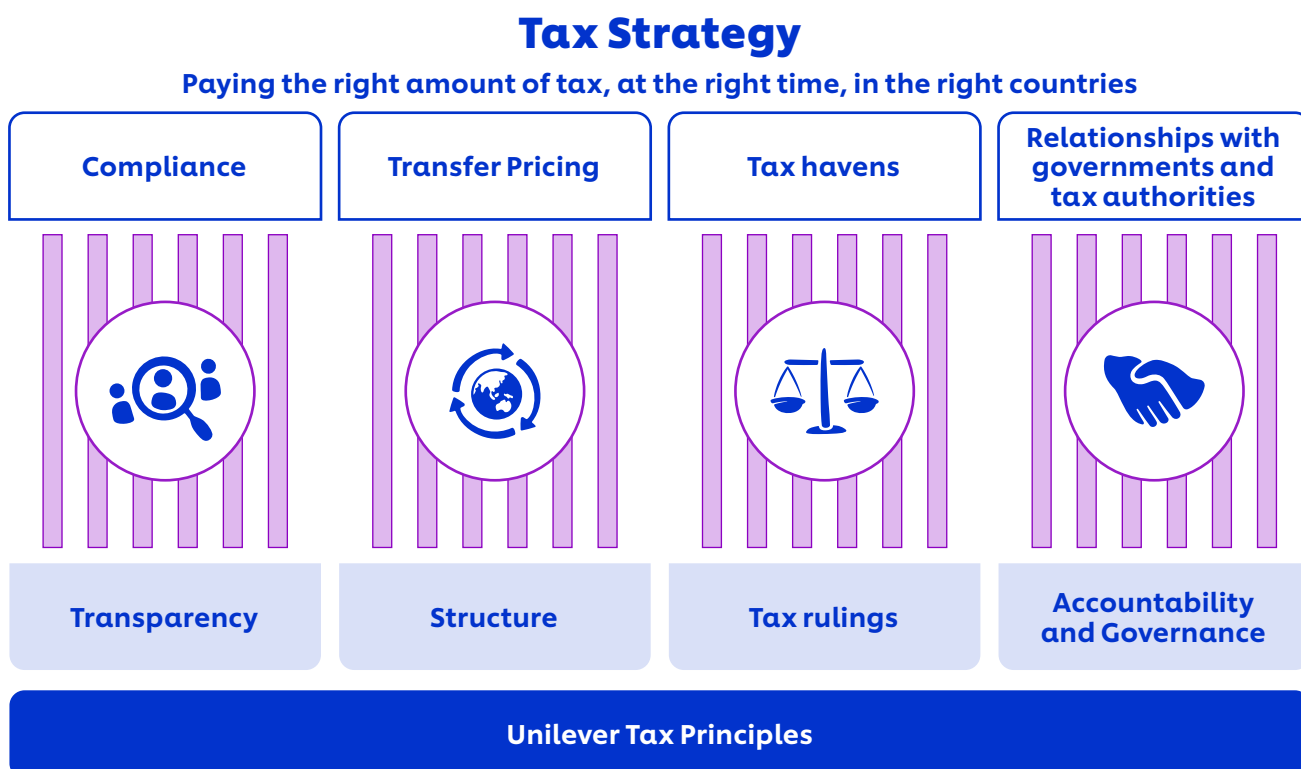 Tax Strategy
Paying the right amount of tax, at the right time, in the right countries
Compliance
Transfer Pricing
Tax havens
Relationships with
governments and
tax authorities
Transparency
Structure
Tax rulings
Accountability
and Governance
Unilever Tax Principles